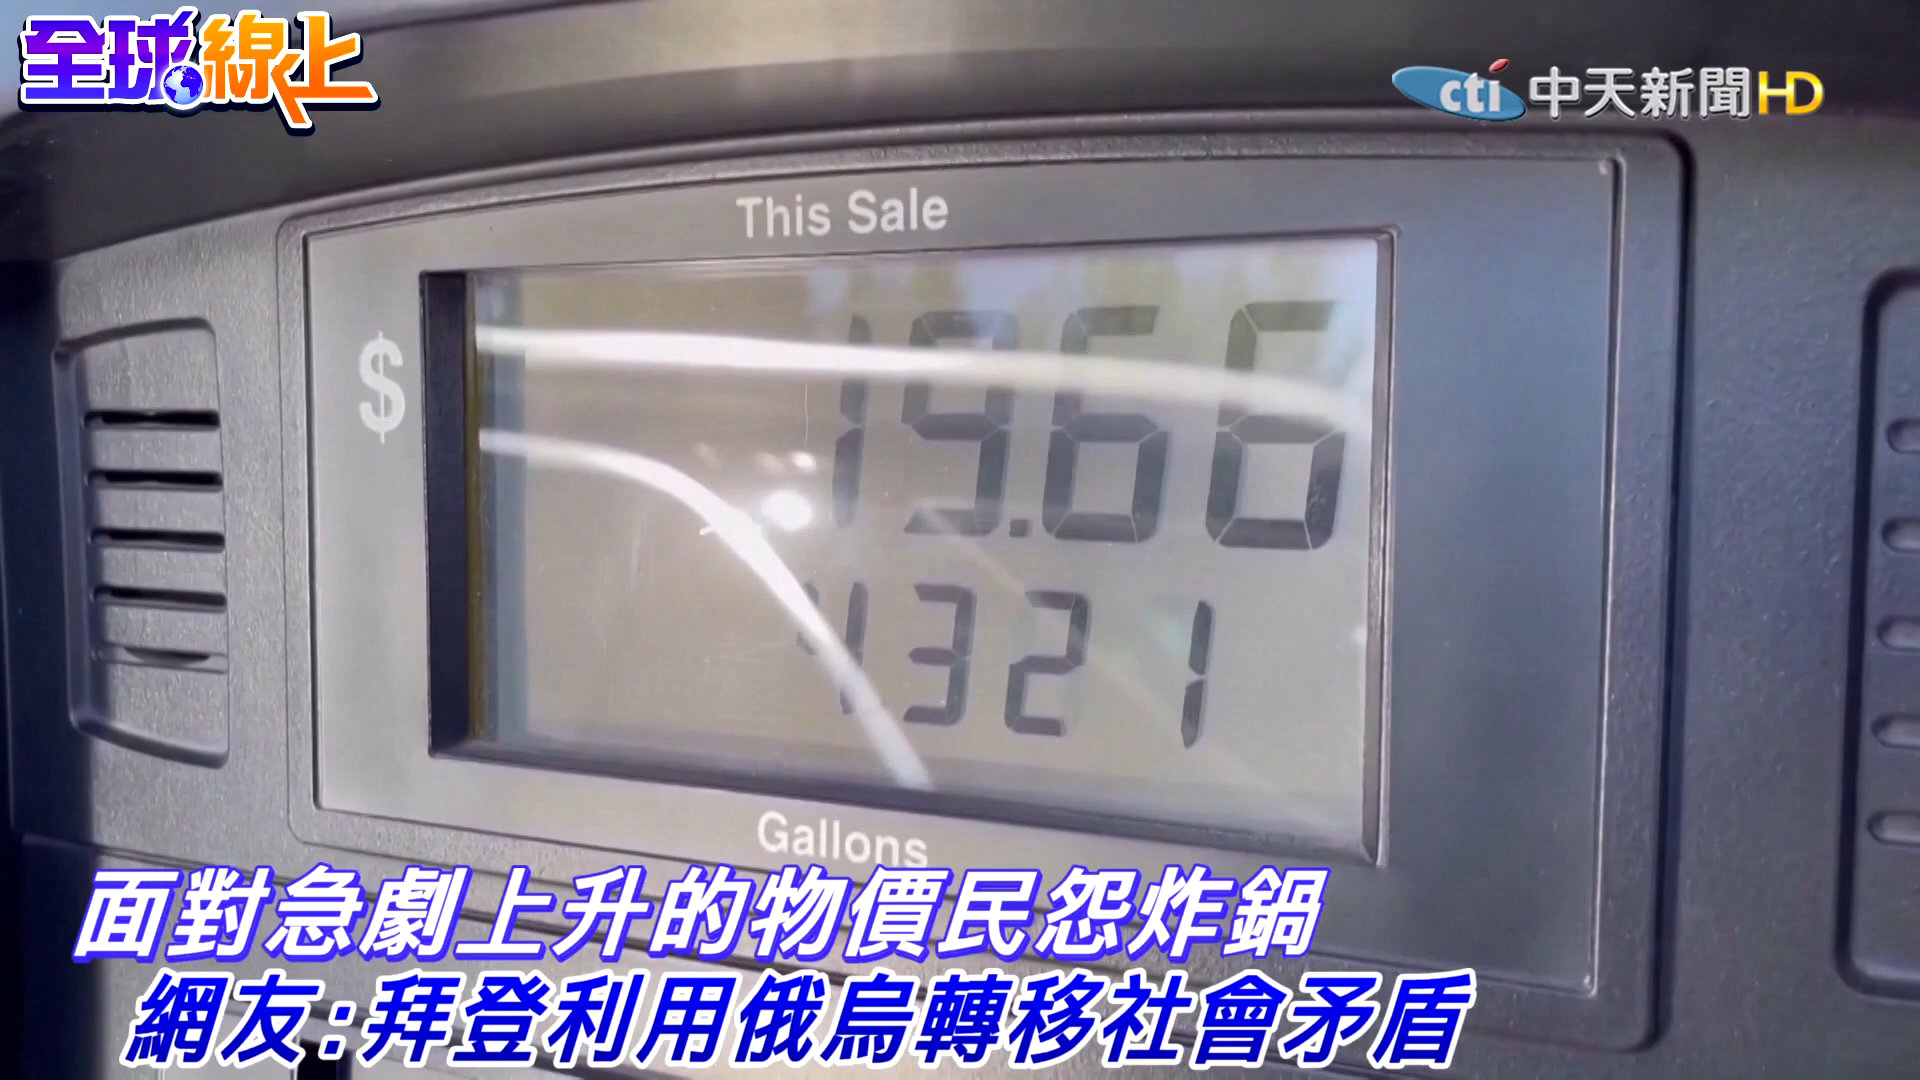 全球線上
cti 中天新聞HD
This Sale
$
19.66
4321
Gallons
面對急劇上升的物價民怨炸鍋
網友:拜登利用俄烏轉移社會矛盾